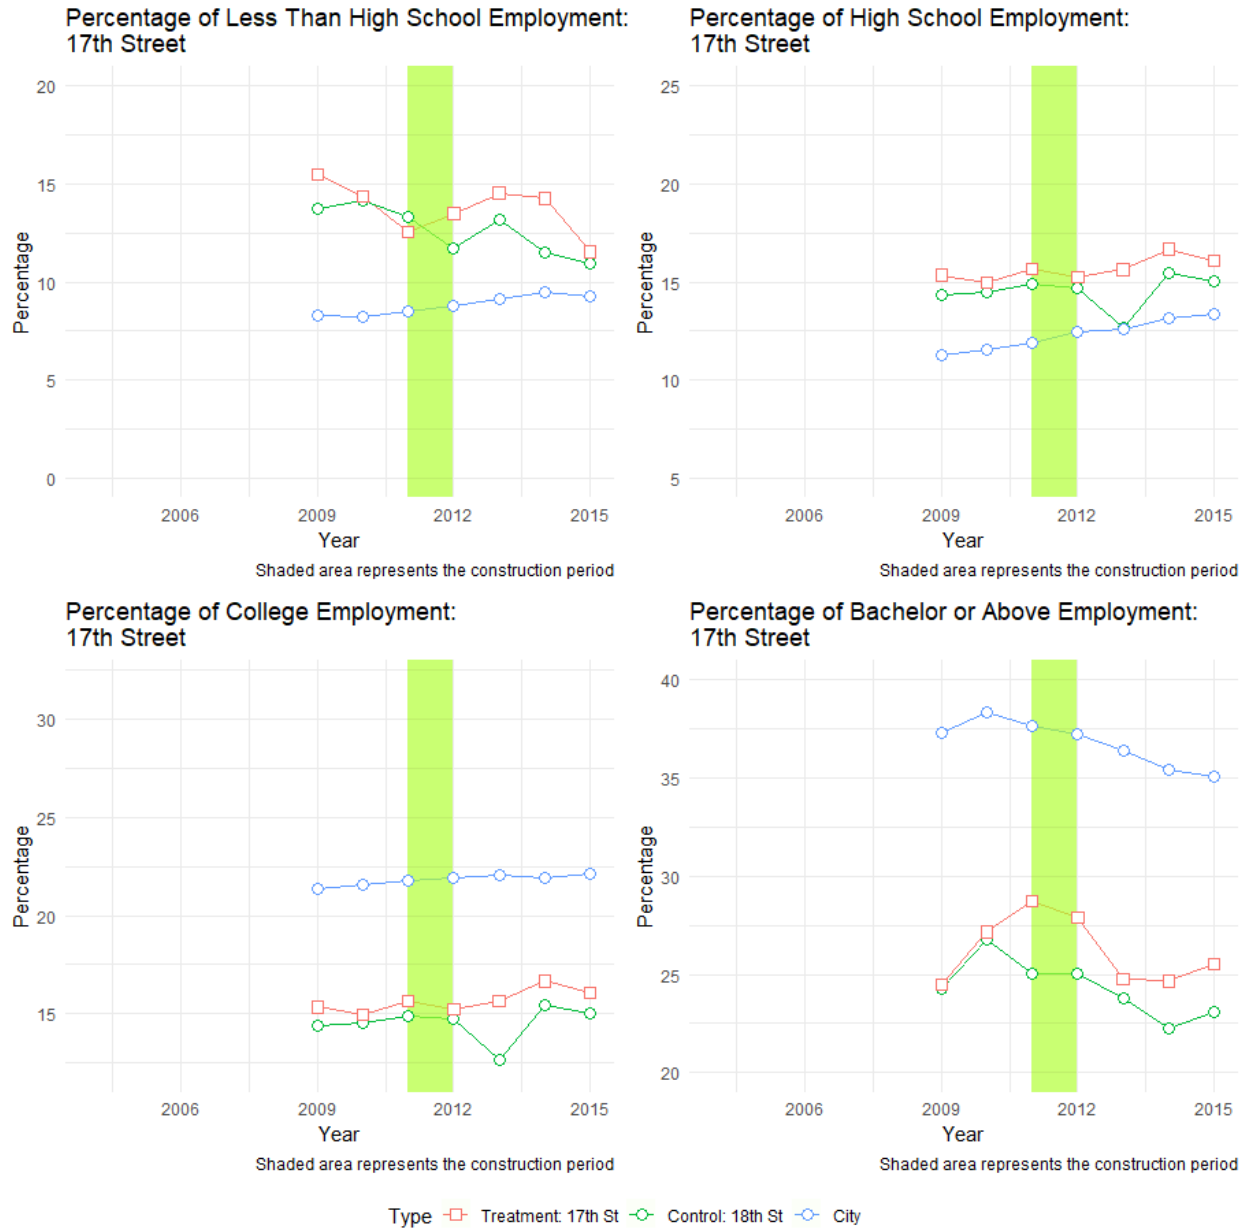 Percentage of Less Than High School Employment:
17th Street
20
15
10
5
0
Percentage
2006 2009 2012 2015
Year
Shaded area represents the construction period
Percentage of High School Employment:
17th Street
25
20
15
10
5
Percentage
2006 2009 2012 2015
Year
Shaded area represents the construction period
Percentage of College Employment:
17th Street
30
25
20
15
Percentage
2006 2009 2012 2015
Year
Shaded area represents the construction period
Percentage of Bachelor or Above Employment:
17th Street
40
35
30
25
20
Percentage
2006 2009 2012 2015
Year
Shaded area represents the construction period
Type Treatment: 17th St Control: 18th St City